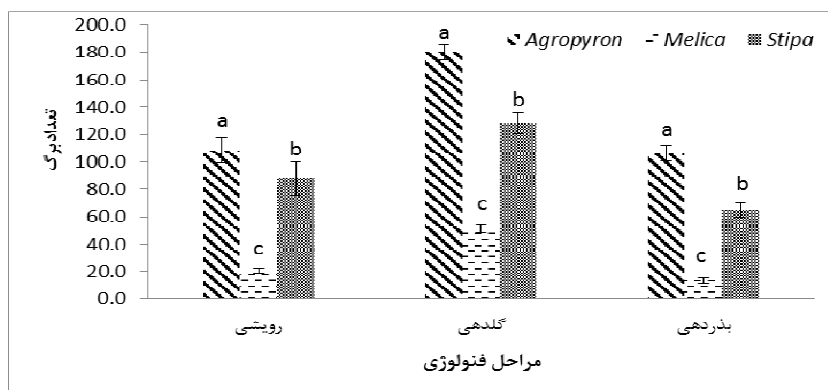 200.0
180.0
160.0
140.0
120.0
100.0
80.0
60.0
40.0
20.0
0.0
تعداد برگ
Agropyron Melica Stipa
a c b
a c b
a c b
رویشی گلدهی بذردهی
مراحل فنولوژی